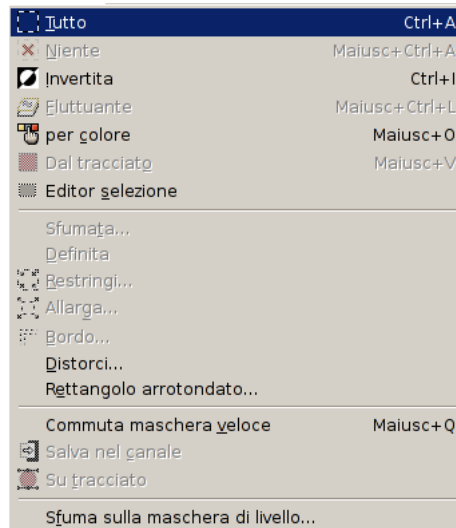 Tutto Ctrl+A
Niente Maiusc+Ctrl+A
Invertita Ctrl+I
Fluttuante Maiusc+Ctrl+L
per colore Maiusc+O
Dal tracciato Maiusc+V
Editor selezione
Sfumata...
Definita
Restringi...
Allarga...
Bordo...
Distorci...
Rettangolo arrotondato...
Commuta maschera veloce Maiusc+Q
Salva nel canale
Su tracciato
Sfuma sulla maschera di livello...